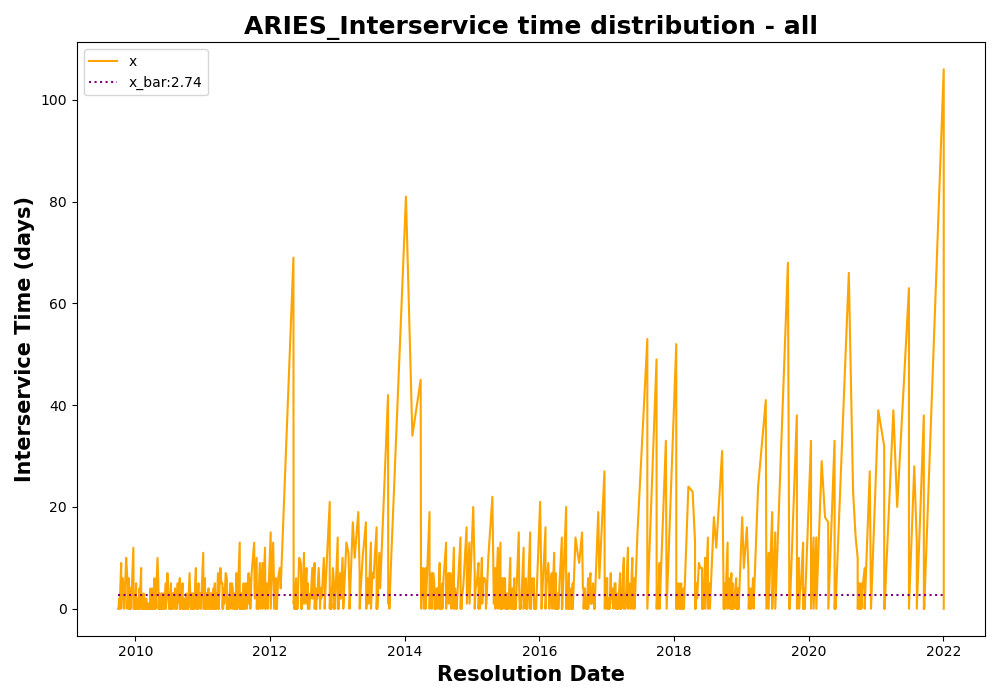 ARIES_Interservice time distribution - all
x
x_bar:2.74
Interservice Time (days)
100
80
60
40
20
0
2010 2012 2014 2016 2018 2020 2022
Resolution Date